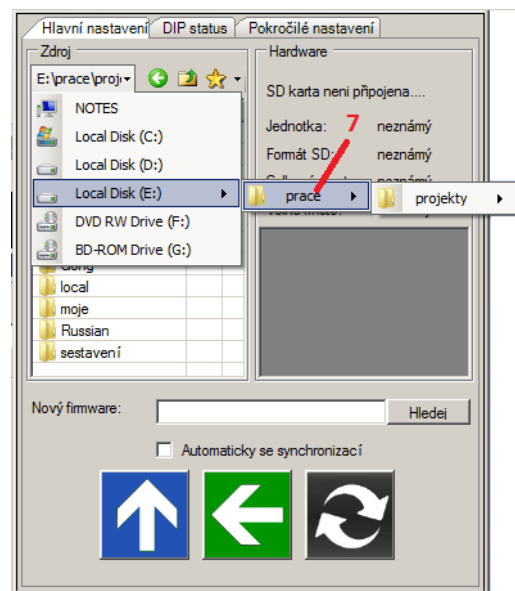 Hlavní nastavení DIP status Pokročilé nastavení
Zdroj
Hardware
E:\prace\proj
SD karta neni připojena....
NOTES
Local Disk (C:)
Local Disk (D:)
Local Disk (E:)
DVD RW Drive (F:)
BD-ROM Drive (G:)
Jednotka: 7 neznámý
Formát SD: neznámý
prace
projekty
Gong
local
moje
Russian
sestavení
Nový firmware:
Hledej
Automaticky se synchronizací